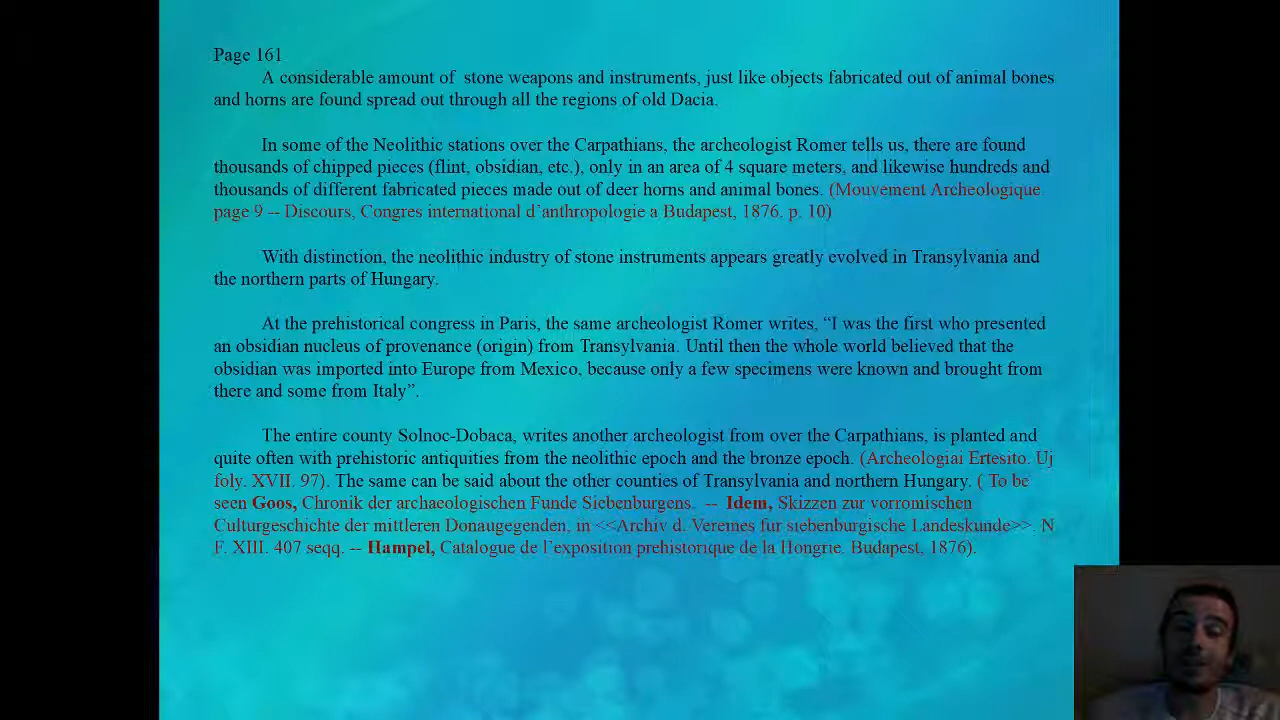 Page 161
A considerable amount of stone weapons and instruments, just like objects fabricated out of animal bones
and horns are found spread out through all the regions of old Dacia.
In some of the Neolithic stations over the Carpathians, the archeologist Romer tells us, there are found
thousands of chipped pieces (flint, obsidian, etc.), only in an area of 4 square meters, and likewise hundreds and
thousands of different fabricated pieces made out of deer horns and animal bones. (Mouvement Archeologique.
page 9 -- Discours, Congres international d’anthropologie a Budapest, 1876. p. 10)
With distinction, the neolithic industry of stone instruments appears greatly evolved in Transylvania and
the northern parts of Hungary.
At the prehistorical congress in Paris, the same archeologist Romer writes, “I was the first who presented
an obsidian nucleus of provenance (origin) from Transylvania. Until then the whole world believed that the
obsidian was imported into Europe from Mexico, because only a few specimens were known and brought from
there and some from Italy”.
The entire county Solnoc-Dobaca, writes another archeologist from over the Carpathians, is planted and
quite often with prehistoric antiquities from the neolithic epoch and the bronze epoch. (Archeologiai Ertesito. Uj
foly. XVII. 97). The same can be said about the other counties of Transylvania and northern Hungary. ( To be
seen Goos, Chronik der archaeologischen Funde Siebenburgens. -- Idem, Skizzen zur vorromischen
Culturgeschichte der mittleren Donaugegenden, in <<Archiv d. Vereines fur siebenburgische Landeskunde>>. N
F. XIII. 407 seqq. -- Hampel, Catalogue de l’exposition prehistorique de la Hongrie. Budapest, 1876).